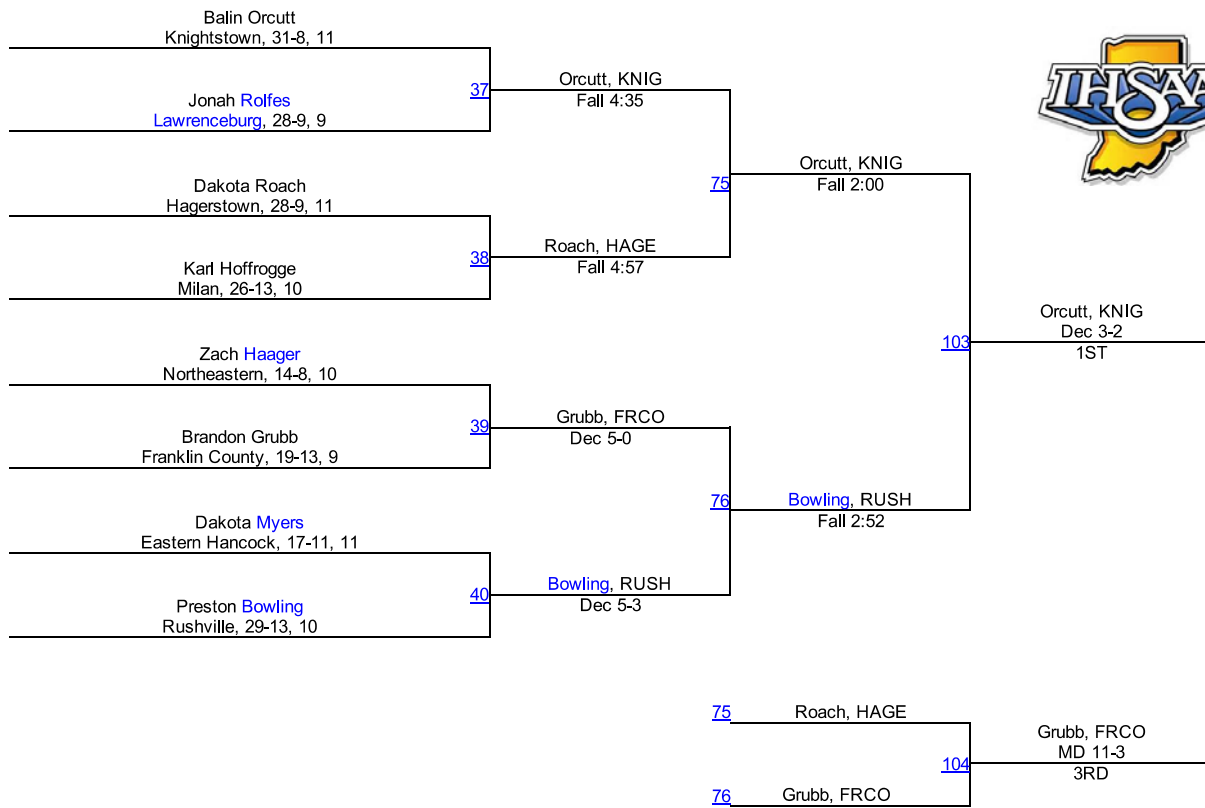 Balin Orcutt
Knightstown, 31-8, 11
37
Jonah Rolfes
Lawrenceburg, 28-9, 9
Orcutt, KNIG
Fall 4:35
Dakota Roach
Hagerstown, 28-9, 11
38
Karl Hoffrogge
Milan, 26-13, 10
Roach, HAGE
Fall 4:57
75
Orcutt, KNIG
Fall 2:00
Zach Haager
Northeastern, 14-8, 10
39
Brandon Grubb
Franklin County, 19-13, 9
Grubb, FRCO
Dec 5-0
Dakota Myers
Eastern Hancock, 17-11, 11
40
Preston Bowling
Rushville, 29-13, 10
Bowling, RUSH
Dec 5-3
76
Bowling, RUSH
Fall 2:52
103
Orcutt, KNIG
Dec 3-2
1ST
IHSAA
75
Roach, HAGE
104
76
Grubb, FRCO
Grubb, FRCO
MD 11-3
3RD